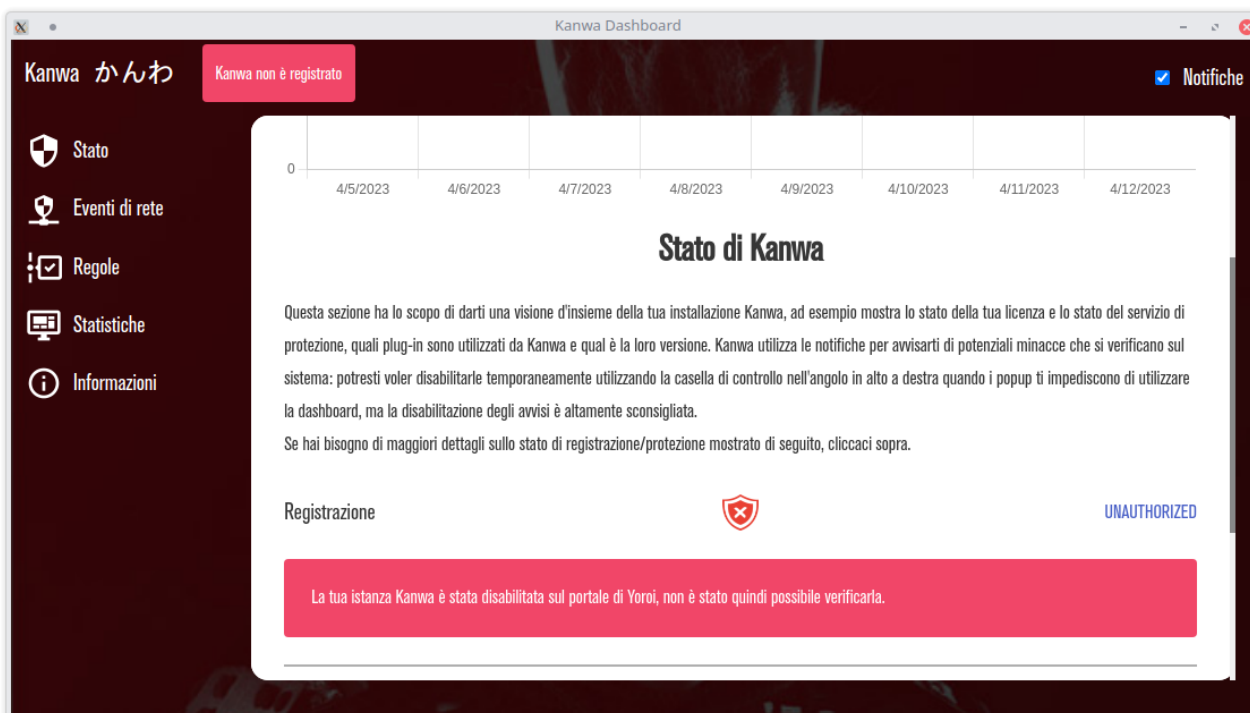 Kanwa Dashboard
Kanwa かんわ
Kanwa non è registrato
Notifiche
Stato
Eventi di rete
Regole
Statistiche
Informazioni
0
4/5/2023 4/6/2023 4/7/2023 4/8/2023 4/9/2023 4/10/2023 4/11/2023 4/12/2023
Stato di Kanwa
Questa sezione ha lo scopo di darti una visione d'insieme della tua installazione Kanwa, ad esempio mostra lo stato della tua licenza e lo stato del servizio di
protezione, quali plug-in sono utilizzati da Kanwa e qual è la loro versione. Kanwa utilizza le notifiche per avvisarti di potenziali minacce che si verificano sul
sistema: potresti voler disabilitarle temporaneamente utilizzando la casella di controllo nell'angolo in alto a destra quando i popup ti impediscono di utilizzare
la dashboard, ma la disabilitazione degli avvisi è altamente sconsigliata.
Se hai bisogno di maggiori dettagli sullo stato di registrazione/protezione mostrato di seguito, cliccaci sopra.
Registrazione
UNAUTHORIZED
La tua istanza Kanwa è stata disabilitata sul portale di Yoroi, non è stato quindi possibile verificarla.